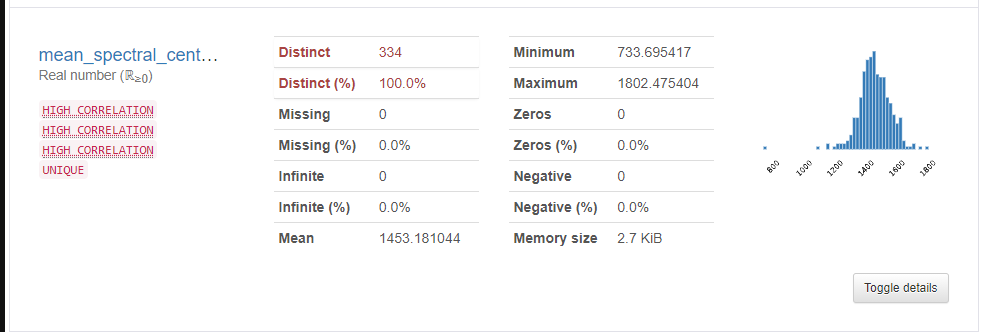 mean_spectral_cent...
Real number (ℝ≥0)
HIGH CORRELATION
HIGH CORRELATION
HIGH CORRELATION
UNIQUE
Distinct 334
Distinct (%) 100.0%
Missing 0
Missing (%) 0.0%
Infinite 0
Infinite (%) 0.0%
Mean 1453.181044
Minimum 733.695417
Maximum 1802.475404
Zeros 0
Zeros (%) 0.0%
Negative 0
Negative (%) 0.0%
Memory size 2.7 KiB
800 1000 1200 1400 1600 1800
Toggle details